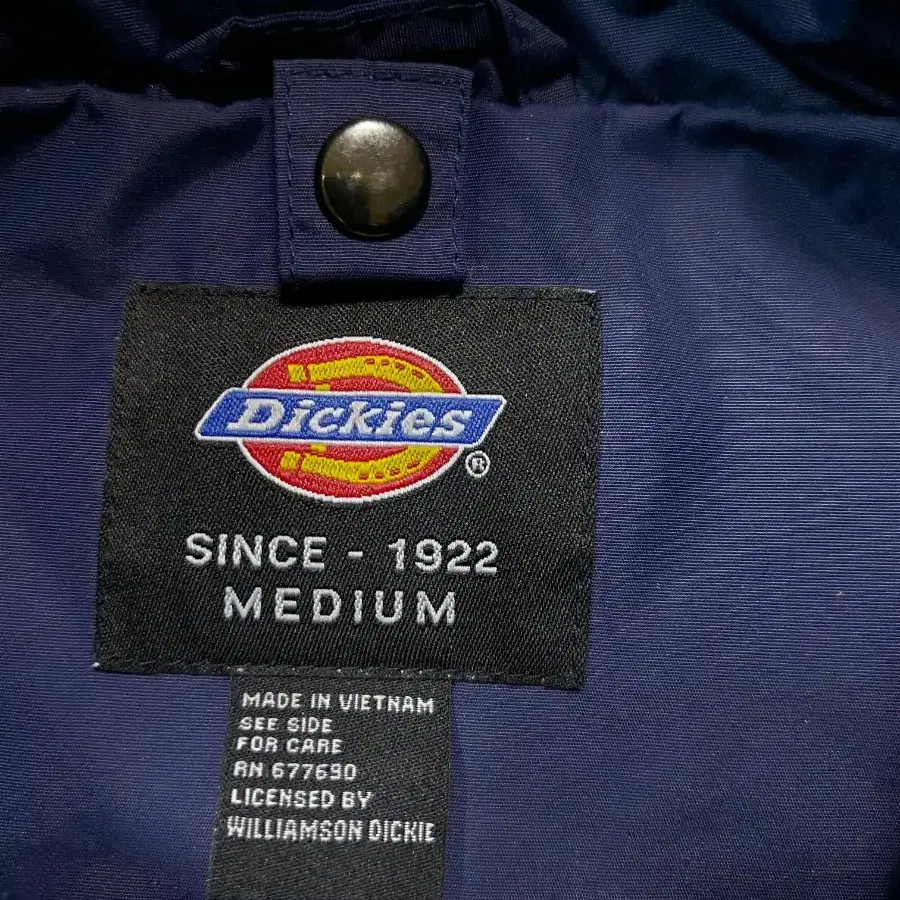 Dickies
®
SINCE - 1922
MEDIUM
MADE IN VIETNAM
SEE SIDE
FOR CARE
RN 677690
LICENSED BY
WILLIAMSON DICKIE